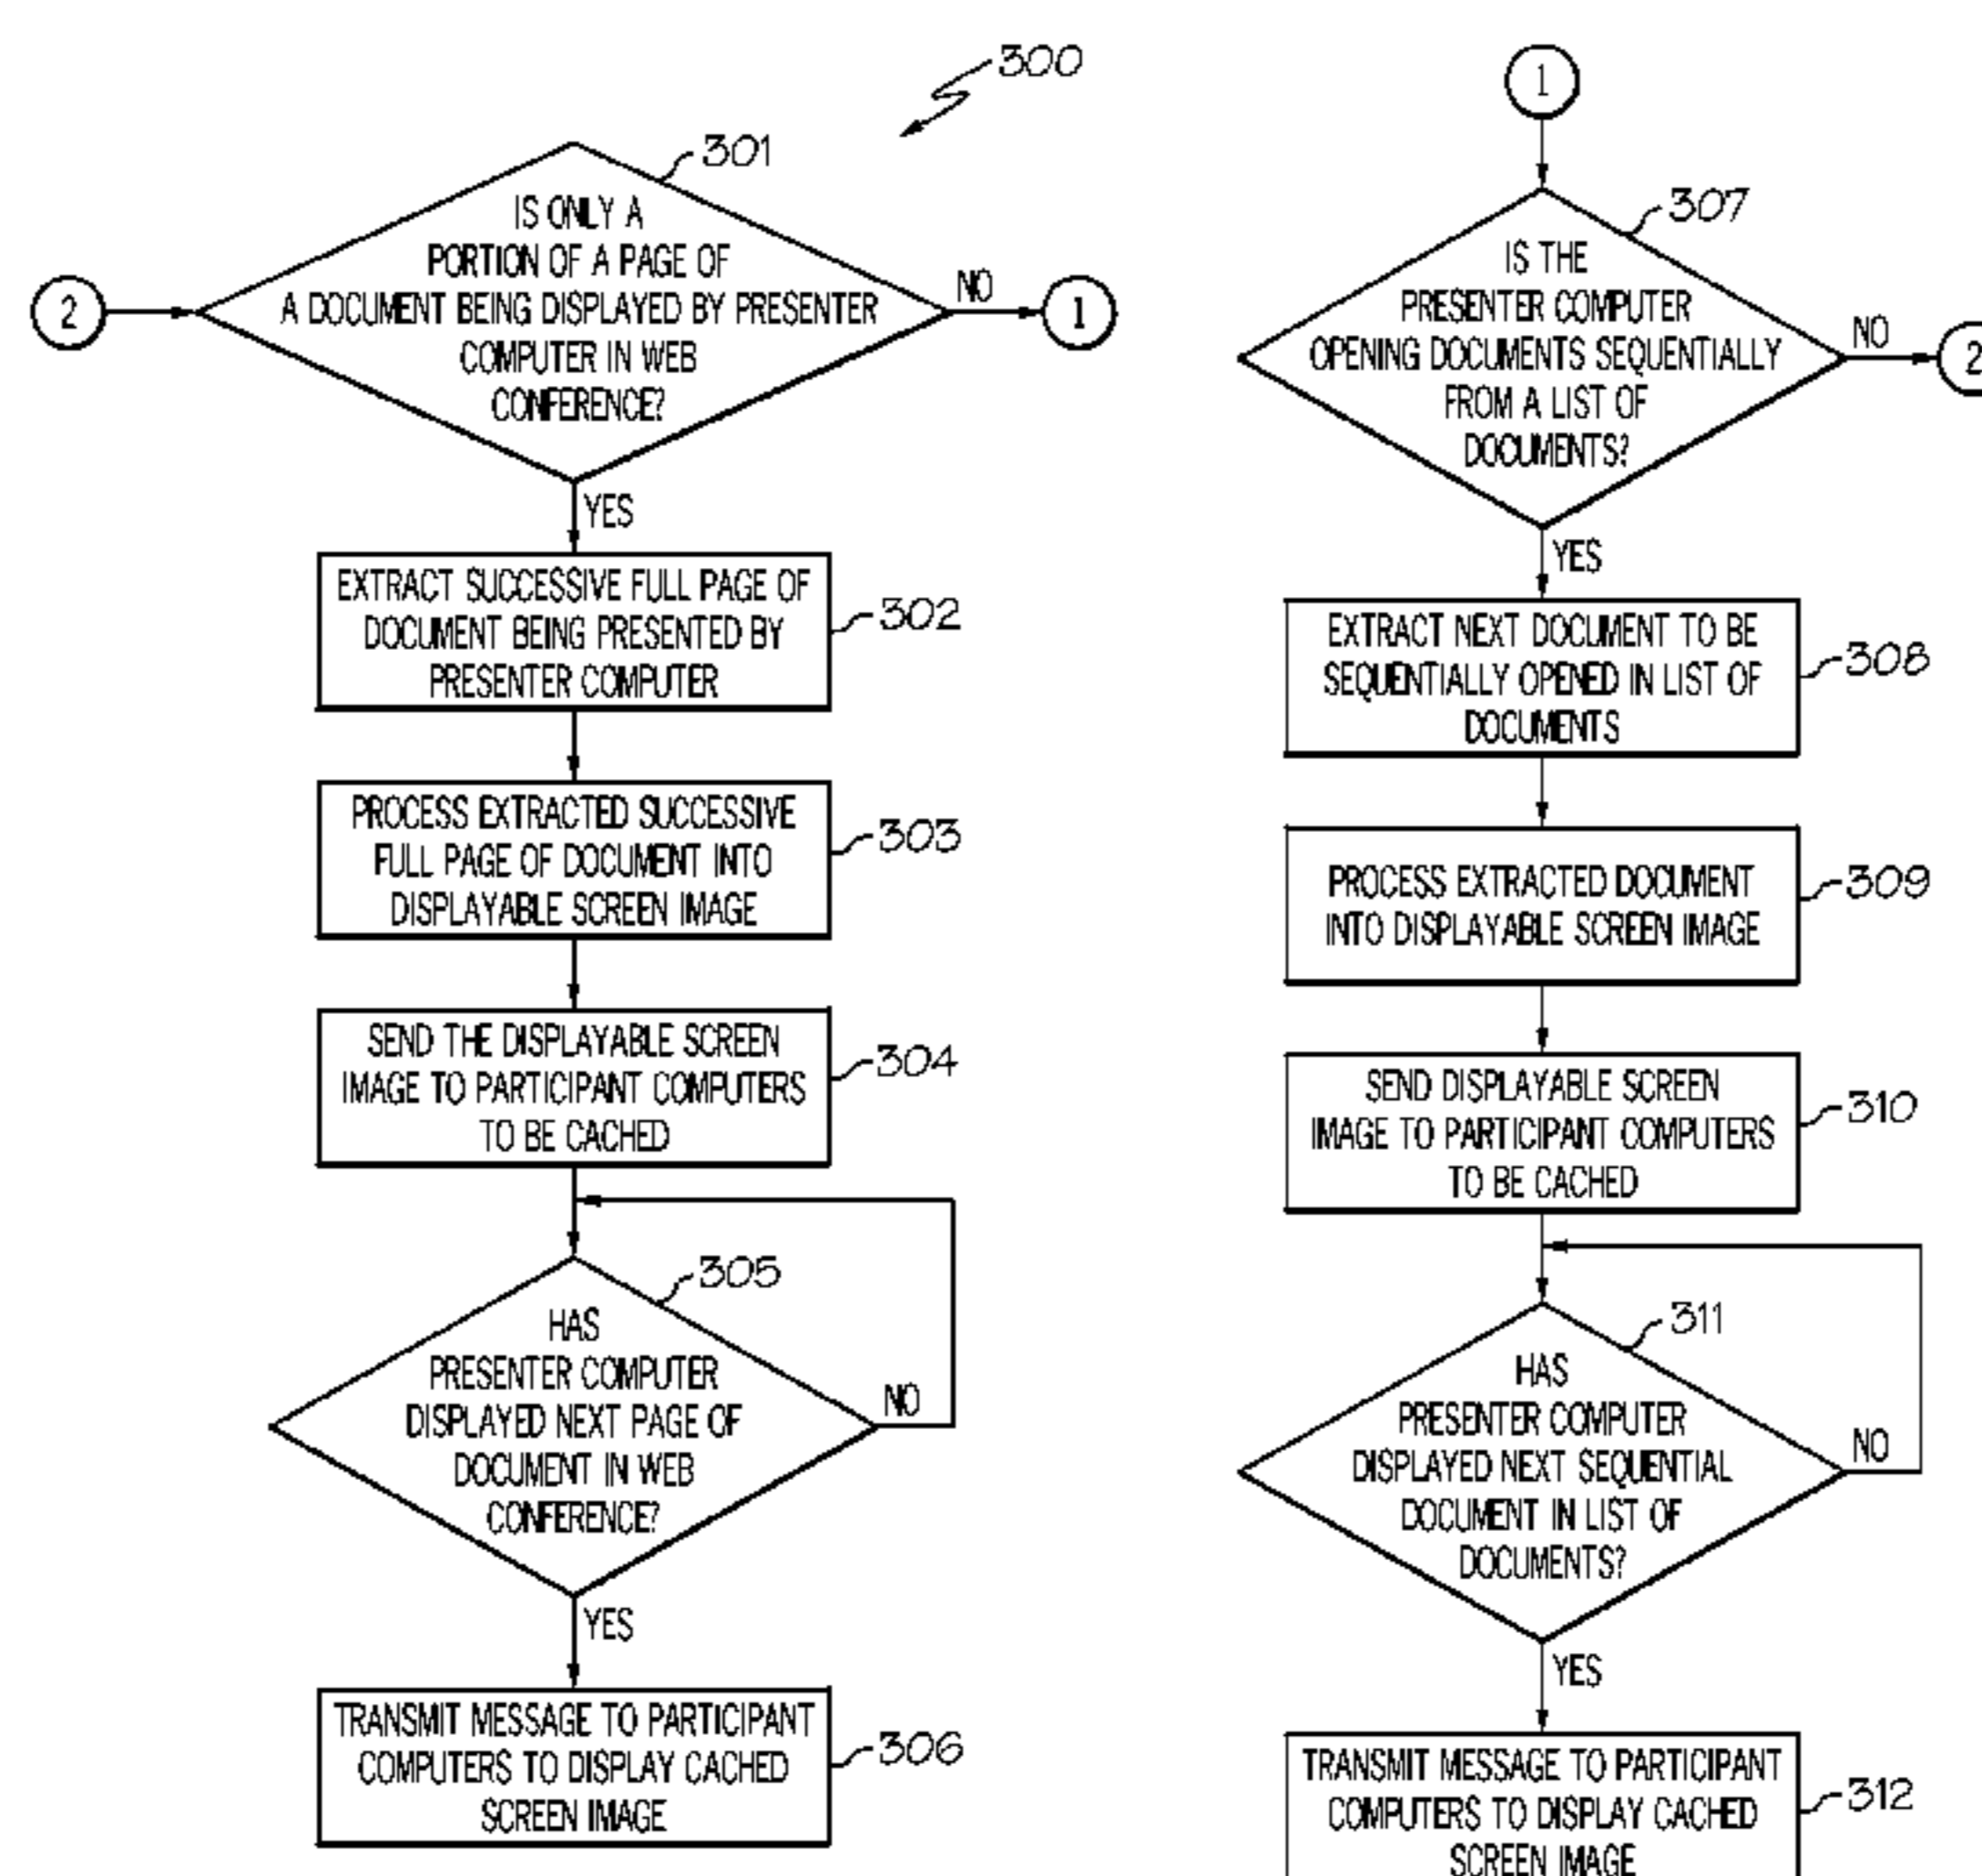 300
301
IS ONLY A
PORTION OF A PAGE OF
A DOCUMENT BEING DISPLAYED BY PRESENTER
COMPUTER IN WEB
CONFERENCE?
2
NO
1
YES
EXTRACT SUCCESSIVE FULL PAGE OF
DOCUMENT BEING PRESENTED BY
PRESENTER COMPUTER
302
PROCESS EXTRACTED SUCCESSIVE
FULL PAGE OF DOCUMENT INTO
DISPLAYABLE SCREEN IMAGE
303
SEND THE DISPLAYABLE SCREEN
IMAGE TO PARTICIPANT COMPUTERS
TO BE CACHED
304
305
HAS
PRESENTER COMPUTER
DISPLAYED NEXT PAGE OF
DOCUMENT IN WEB
CONFERENCE?
NO
YES
TRANSMIT MESSAGE TO PARTICIPANT
COMPUTERS TO DISPLAY CACHED
SCREEN IMAGE
306
1
307
IS THE
PRESENTER COMPUTER
OPENING DOCUMENTS SEQUENTIALLY
FROM A LIST OF
DOCUMENTS?
NO
2
YES
EXTRACT NEXT DOCUMENT TO BE
SEQUENTIALLY OPENED IN LIST OF
DOCUMENTS
308
PROCESS EXTRACTED DOCUMENT
INTO DISPLAYABLE SCREEN IMAGE
309
SEND DISPLAYABLE SCREEN
IMAGE TO PARTICIPANT COMPUTERS
TO BE CACHED
310
311
HAS
PRESENTER COMPUTER
DISPLAYED NEXT SEQUENTIAL
DOCUMENT IN LIST OF
DOCUMENTS?
NO
YES
TRANSMIT MESSAGE TO PARTICIPANT
COMPUTERS TO DISPLAY CACHED
SCREEN IMAGE
312